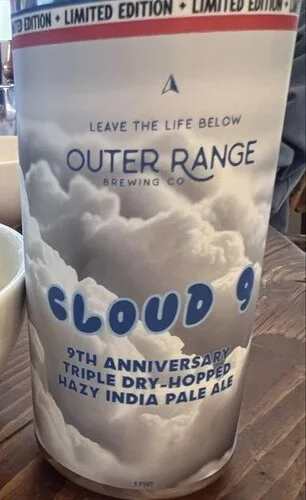 ED EDITION • LIMITED EDITION • LIMITED EDITION •
LEAVE THE LIFE BELOW
OUTER RANGE
BREWING CO
CLOUD 9
9TH ANNIVERSARY
TRIPLE DRY-HOPPED
HAZY INDIA PALE ALE
1 PINT